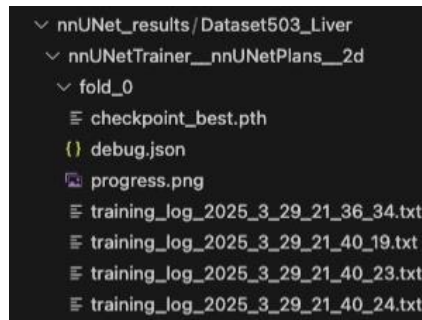 nnUNet_results/Dataset503_Liver
nnUNetTrainer__nnUNetPlans__2d
fold_0
checkpoint_best.pth
{} debug.json
progress.png
training_log_2025_3_29_21_36_34.txt
training_log_2025_3_29_21_40_19.txt
training_log_2025_3_29_21_40_23.txt
training_log_2025_3_29_21_40_24.txt